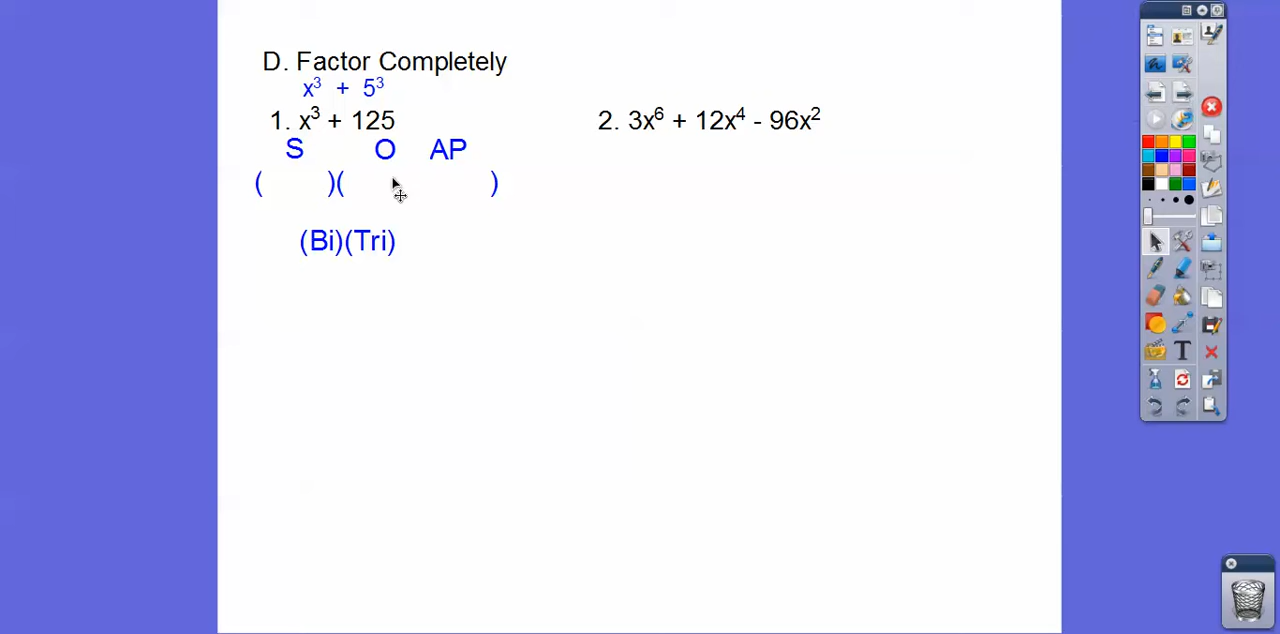 D. Factor Completely
x³ + 5³
1. x³ + 125
2. 3x⁶ + 12x⁴ - 96x²
S O AP
( )( )
(Bi)(Tri)
T